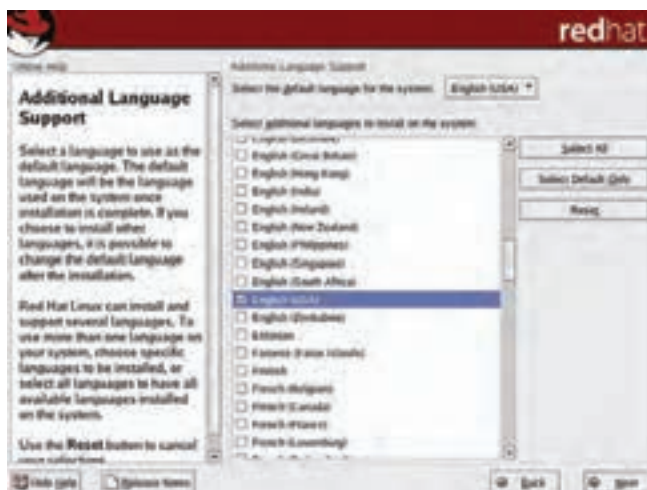 redhat
Online Help
Additional Language
Support
Select a language to use as the
default language. The default
language will be the language
used on the system once
installation is complete. If you
choose to install other
languages, it is possible to
change the default language
after the installation.
Red Hat Linux can install and
support several languages. To
use more than one language on
your system, choose specific
languages to be installed, or
select all languages to have all
available languages installed
on the system.
Use the Reset button to cancel
your selections.
Additional Language Support
Select the default language for the system: English (USA)
Select additional languages to install on the system:
English (Great Britain)
English (Hong Kong)
English (India)
English (Ireland)
English (New Zealand)
English (Philippines)
English (Singapore)
English (South Africa)
English (USA)
English (Zimbabwe)
Estonian
Faroese (Faroe Islands)
Finnish
French (Belgium)
French (Canada)
French (France)
French (Luxemburg)
Select All
Select Default Only
Reset
Hide Help
Release Notes
Back
Next